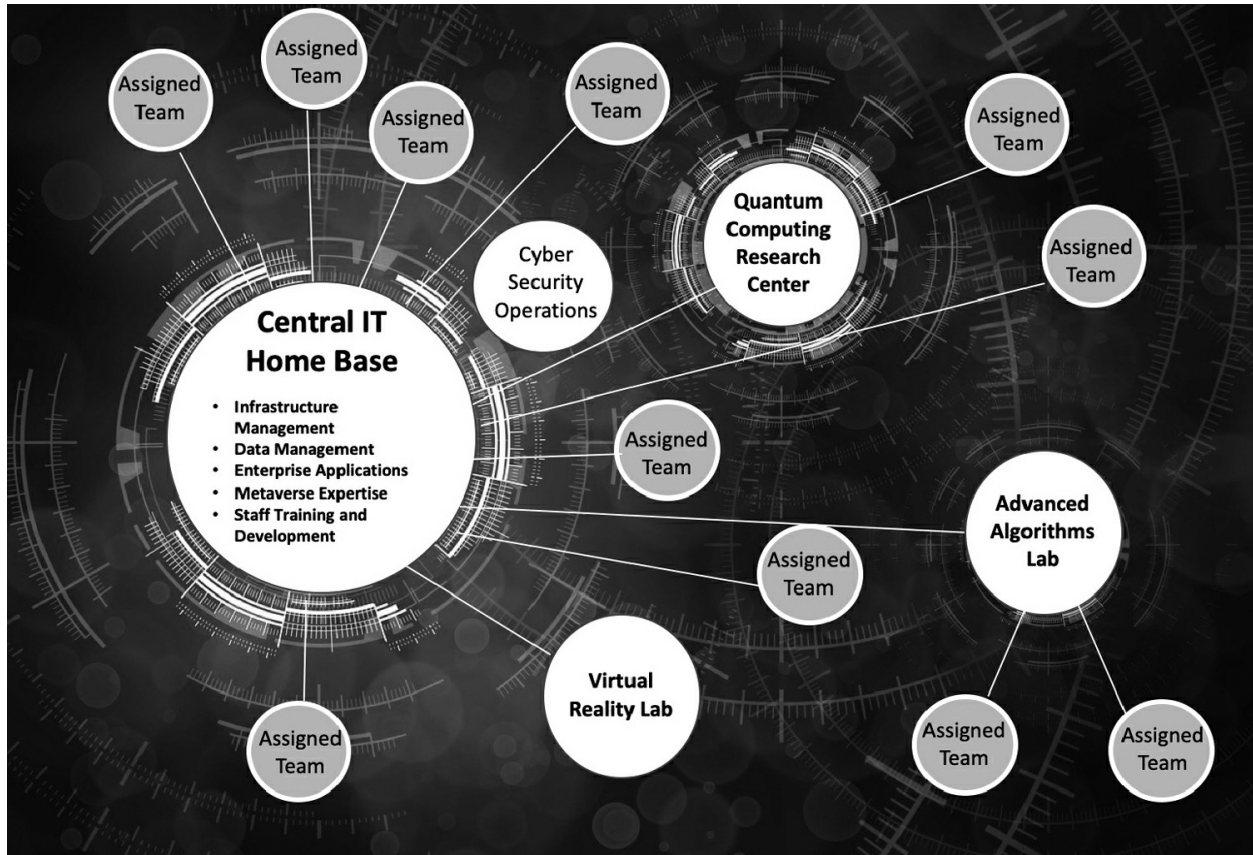 Assigned
Team
Assigned
Team
Assigned
Team
Assigned
Team
Assigned
Team
Quantum
Computing
Research
Center
Cyber
Security
Operations
Assigned
Team
Central IT
Home Base
• Infrastructure
Management
• Data Management
• Enterprise Applications
• Metaverse Expertise
• Staff Training and
Development
Assigned
Team
Advanced
Algorithms
Lab
Assigned
Team
Virtual
Reality Lab
Assigned
Team
Assigned
Team
Assigned
Team